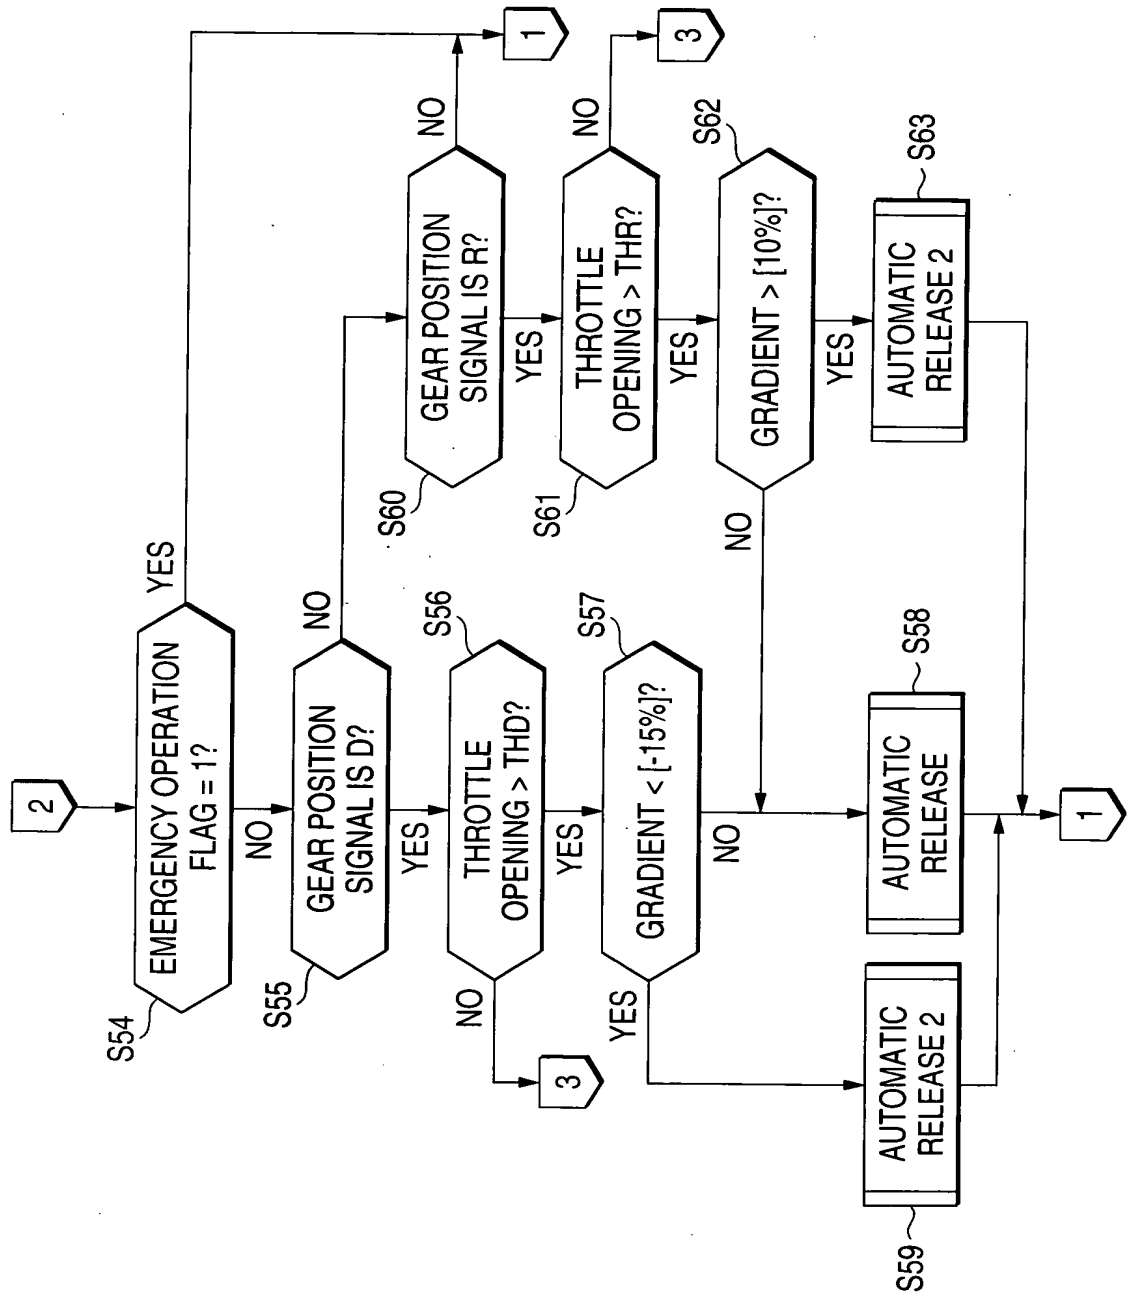 2
S54
EMERGENCY OPERATION
FLAG = 1?
YES
NO
S55
GEAR POSITION
SIGNAL IS D?
NO
YES
S56
THROTTLE
OPENING > THD?
NO
3
YES
S57
GRADIENT < [-15%]?
YES
NO
S60
GEAR POSITION
SIGNAL IS R?
NO
1
YES
S61
THROTTLE
OPENING > THR?
NO
3
YES
S62
GRADIENT > [10%]?
NO
YES
S59
AUTOMATIC
RELEASE 2
S58
AUTOMATIC
RELEASE
S63
AUTOMATIC
RELEASE 2
1